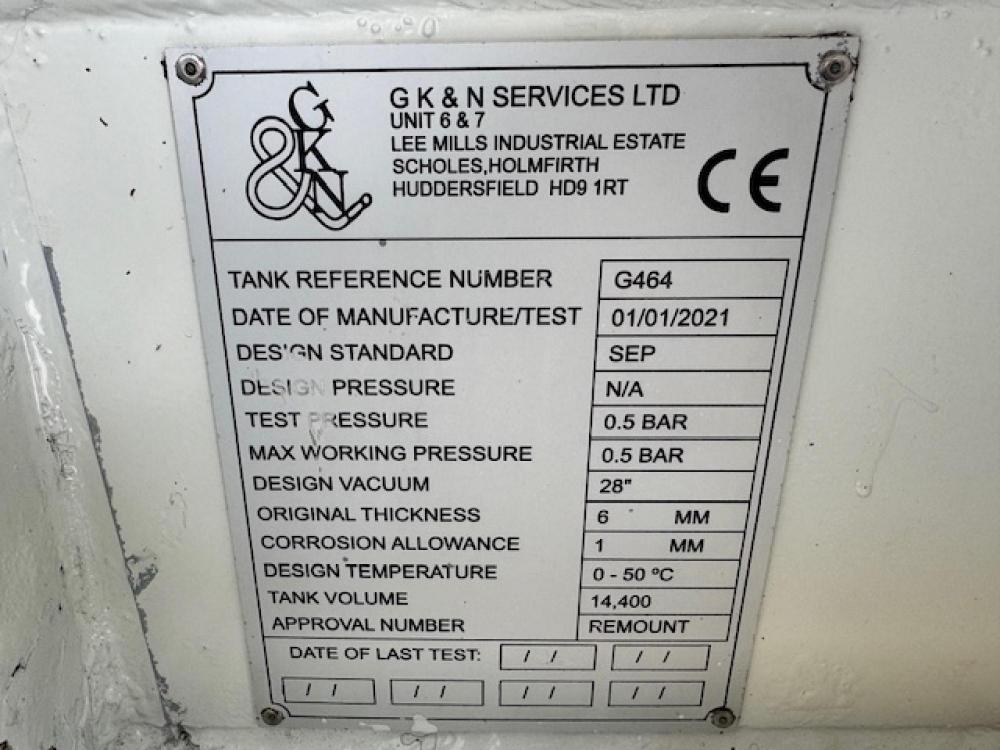 G
K
&N
G K & N SERVICES LTD
UNIT 6 & 7
LEE MILLS INDUSTRIAL ESTATE
SCHOLES,HOLMFIRTH
HUDDERSFIELD HD9 1RT
CE
TANK REFERENCE NUMBER G464
DATE OF MANUFACTURE/TEST 01/01/2021
DESIGN STANDARD SEP
DESIGN PRESSURE N/A
TEST PRESSURE 0.5 BAR
MAX WORKING PRESSURE 0.5 BAR
DESIGN VACUUM 28"
ORIGINAL THICKNESS 6 MM
CORROSION ALLOWANCE 1 MM
DESIGN TEMPERATURE 0 - 50 ºC
TANK VOLUME 14,400
APPROVAL NUMBER REMOUNT
DATE OF LAST TEST: / / / /
/ / / / / / / /